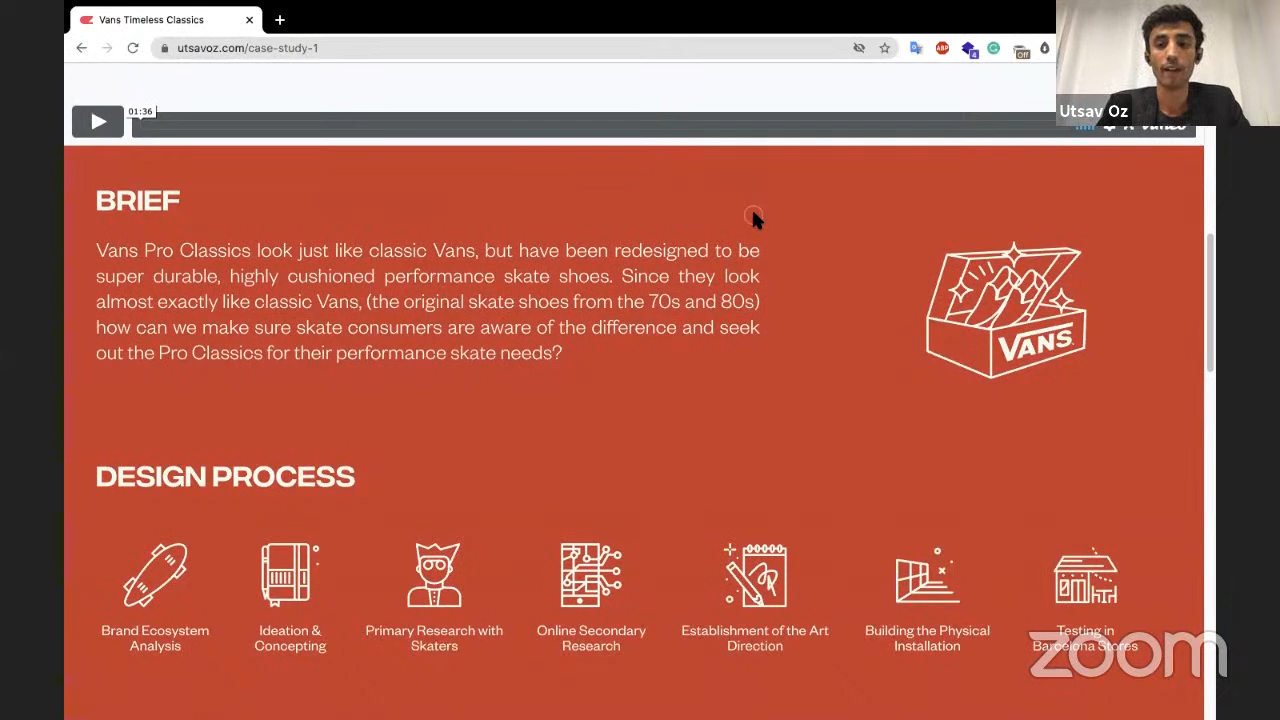 Vans Timeless Classics
utsavoz.com/case-study-1
ABP
4
Off
Utsav Oz
01:36
BRIEF
Vans Pro Classics look just like classic Vans, but have been redesigned to be
super durable, highly cushioned performance skate shoes. Since they look
almost exactly like classic Vans, (the original skate shoes from the 70s and 80s)
how can we make sure skate consumers are aware of the difference and seek
out the Pro Classics for their performance skate needs?
VANS
DESIGN PROCESS
Brand Ecosystem
Analysis
Ideation &
Concepting
Primary Research with
Skaters
Online Secondary
Research
Establishment of the Art
Direction
Building the Physical
Installation
Testing in
Barcelona Stores
zoom